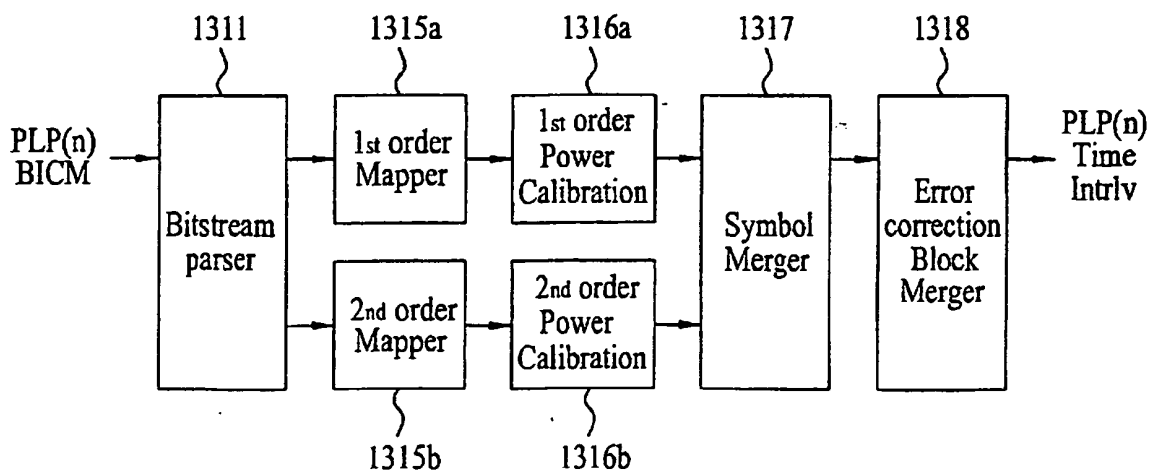 1311
1315a
1316a
1317
1318
PLP(n)
BICM
Bitstream
parser
1st order
Mapper
1st order
Power
Calibration
2nd order
Mapper
2nd order
Power
Calibration
Symbol
Merger
Error
correction
Block
Merger
PLP(n)
Time
Intrlv
1315b
1316b